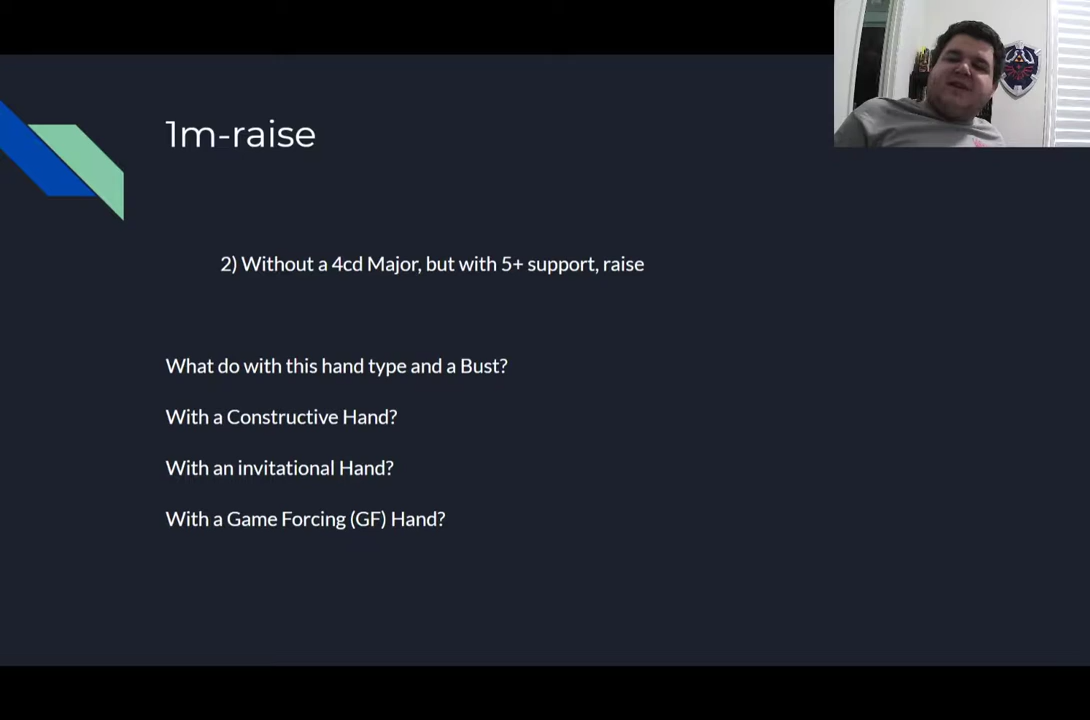 1m-raise
2) Without a 4cd Major, but with 5+ support, raise
What do with this hand type and a Bust?
With a Constructive Hand?
With an invitational Hand?
With a Game Forcing (GF) Hand?